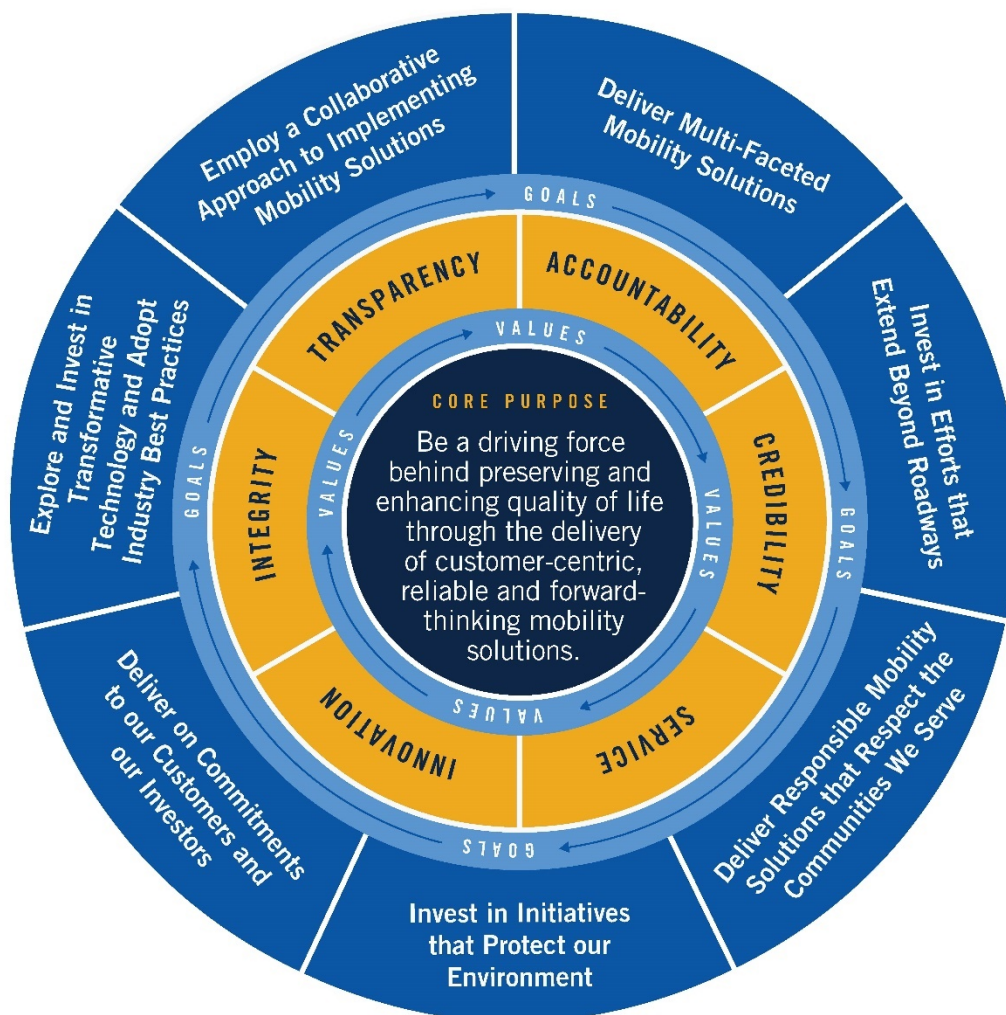 CORE PURPOSE
Be a driving force
behind preserving and
enhancing quality of life
through the delivery
of customer-centric,
reliable and forward-
thinking mobility
solutions.
VALUES
VALUES
VALUES
VALUES
TRANSPARENCY
ACCOUNTABILITY
CREDIBILITY
SERVICE
INNOVATION
INTEGRITY
GOALS
GOALS
GOALS
GOALS
Deliver Multi-Faceted
Mobility Solutions
Invest in Efforts that
Extend Beyond Roadways
Deliver Responsible Mobility
Solutions that Respect the
Communities We Serve
Invest in Initiatives
that Protect our
Environment
Deliver on Commitments
to our Customers and
our Investors
Explore and Invest in
Transformative
Technology and Adopt
Industry Best Practices
Employ a Collaborative
Approach to Implementing
Mobility Solutions